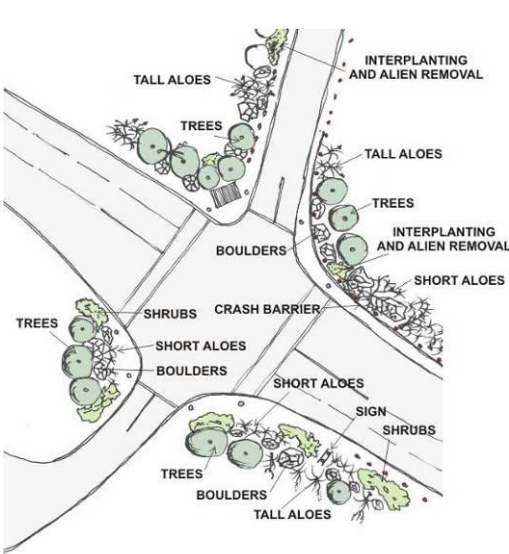 INTERPLANTING
AND ALIEN REMOVAL
TALL ALOES
TREES
TALL ALOES
TREES
INTERPLANTING
AND ALIEN REMOVAL
BOULDERS
SHORT ALOES
CRASH BARRIER
SHRUBS
TREES
SHORT ALOES
BOULDERS
SHORT ALOES
SIGN
SHRUBS
TREES
BOULDERS
TALL ALOES